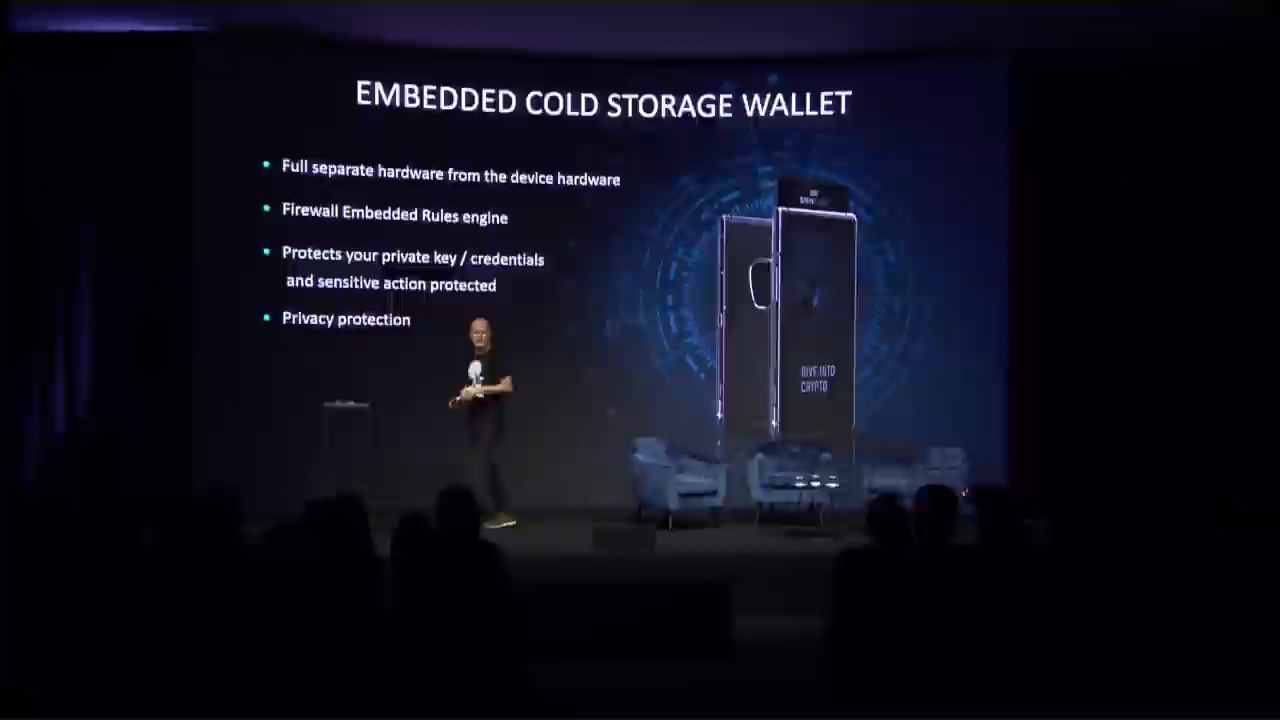 EMBEDDED COLD STORAGE WALLET
Full separate hardware from the device hardware
Firewall Embedded Rules engine
Protects your private key / credentials
and sensitive action protected
Privacy protection
DIVE INTO
CRYPTO